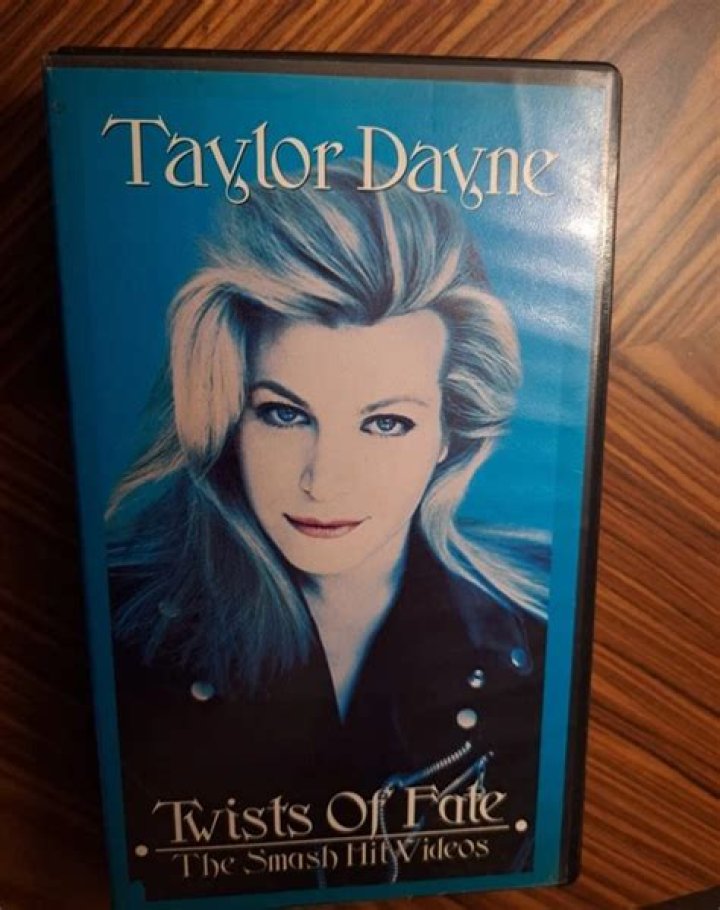 Taylor Dayne
Twists Of Fate
The Smash Hit Videos